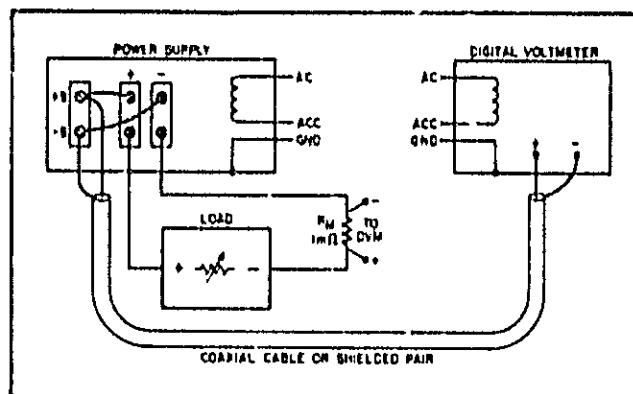 POWER SUPPLY
DIGITAL VOLTMETER
+S
-S
+ -
AC
ACC
GND
AC
ACC
GND
+ -
LOAD
+ -
RM
1mΩ
-
TO
DVM
+
COAXIAL CABLE OR SHIELDED PAIR